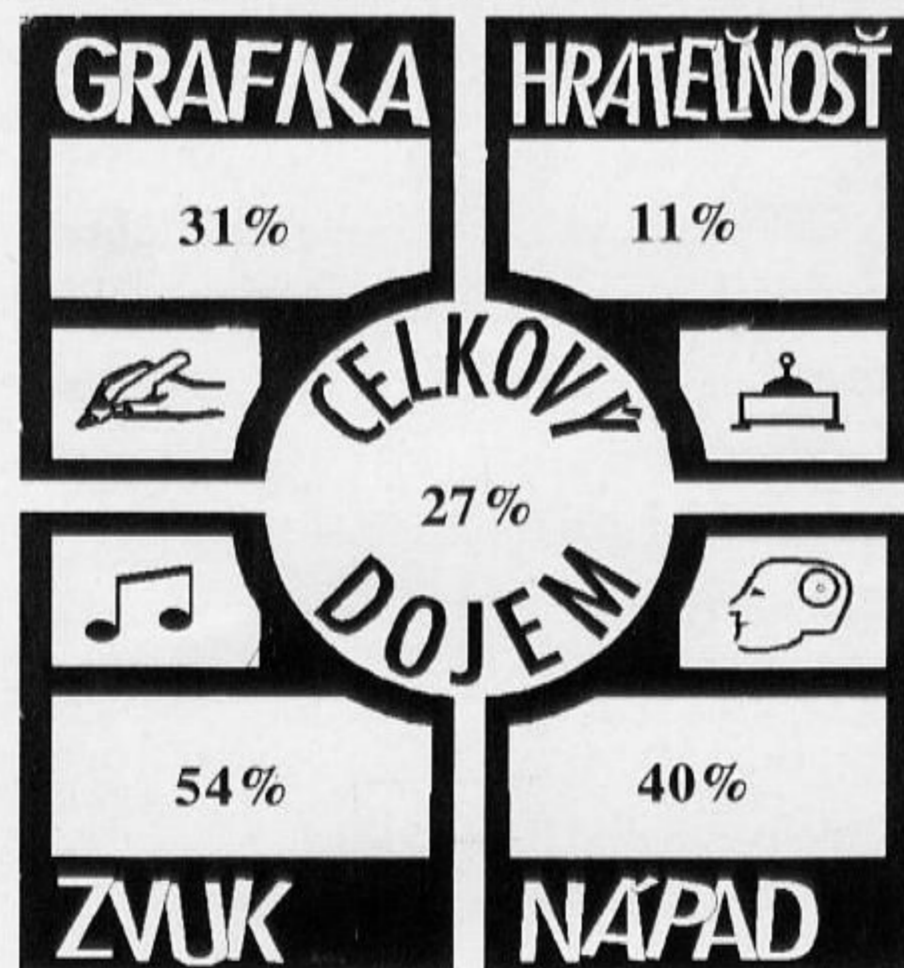 GRAFIKA
31%
HRATEĽNOSŤ
11%
CELKOVÝ
27%
DOJEM
54%
ZVUK
40%
NÁPAD